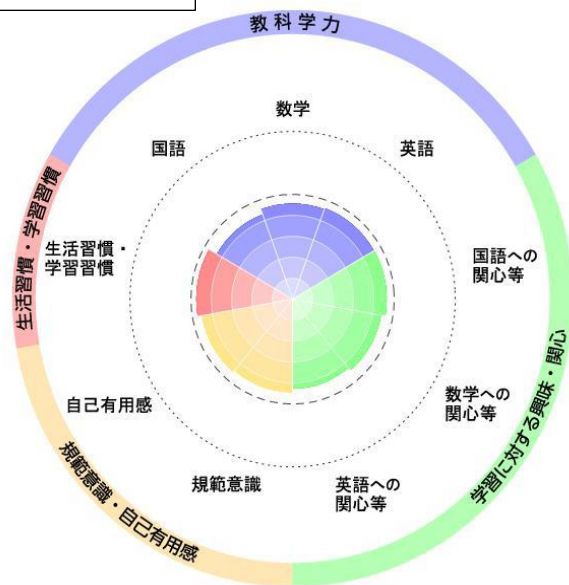 教科学力
数学
国語
英語
生活習慣・学習習慣
生活習慣・
学習習慣
国語への
関心等
自己有用感
数学への
関心等
規範意識
英語への
関心等
規範意識・自己有用感
学習に対する興味・関心